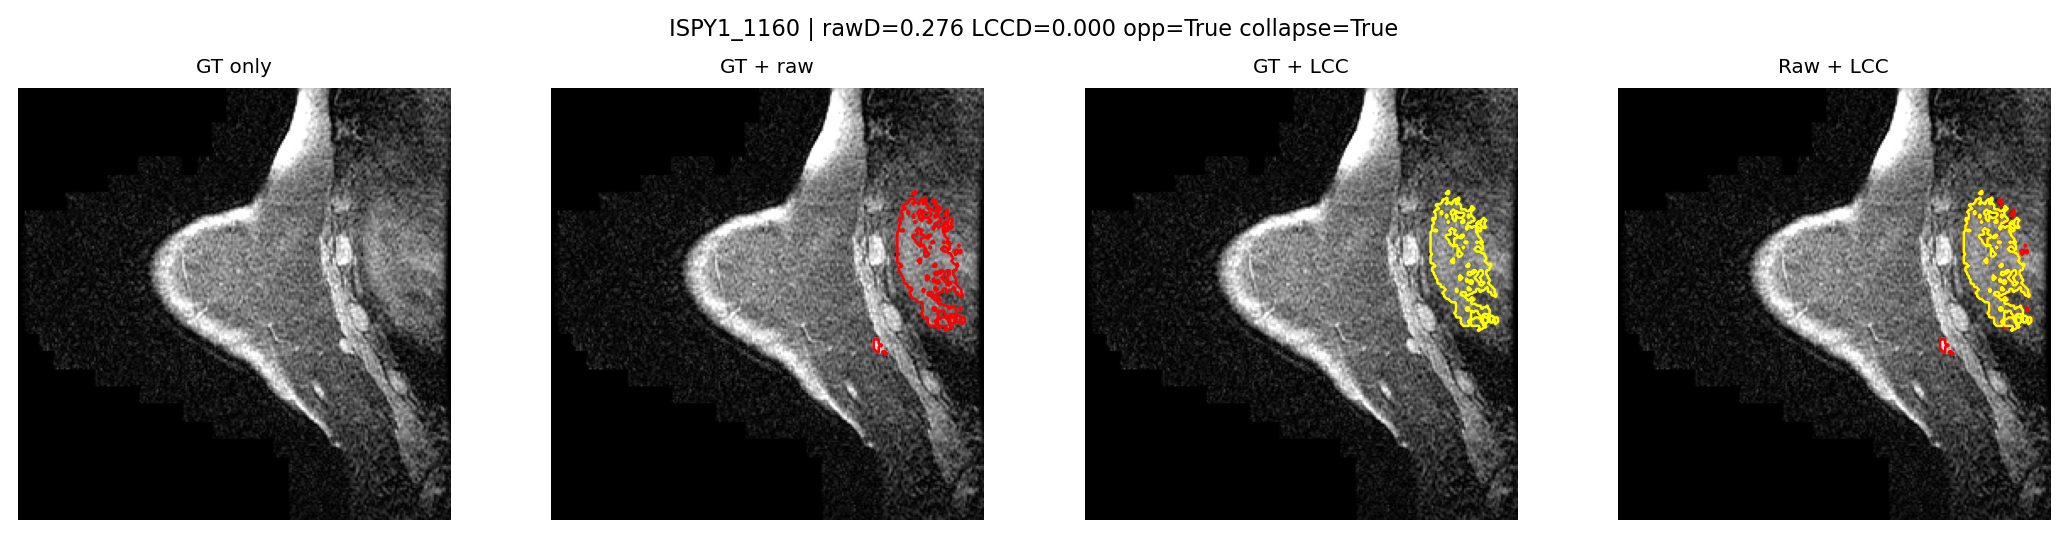 ISPY1_1160 | rawD=0.276 LCCD=0.000 opp=True collapse=True
GT only
GT + raw
GT + LCC
Raw + LCC